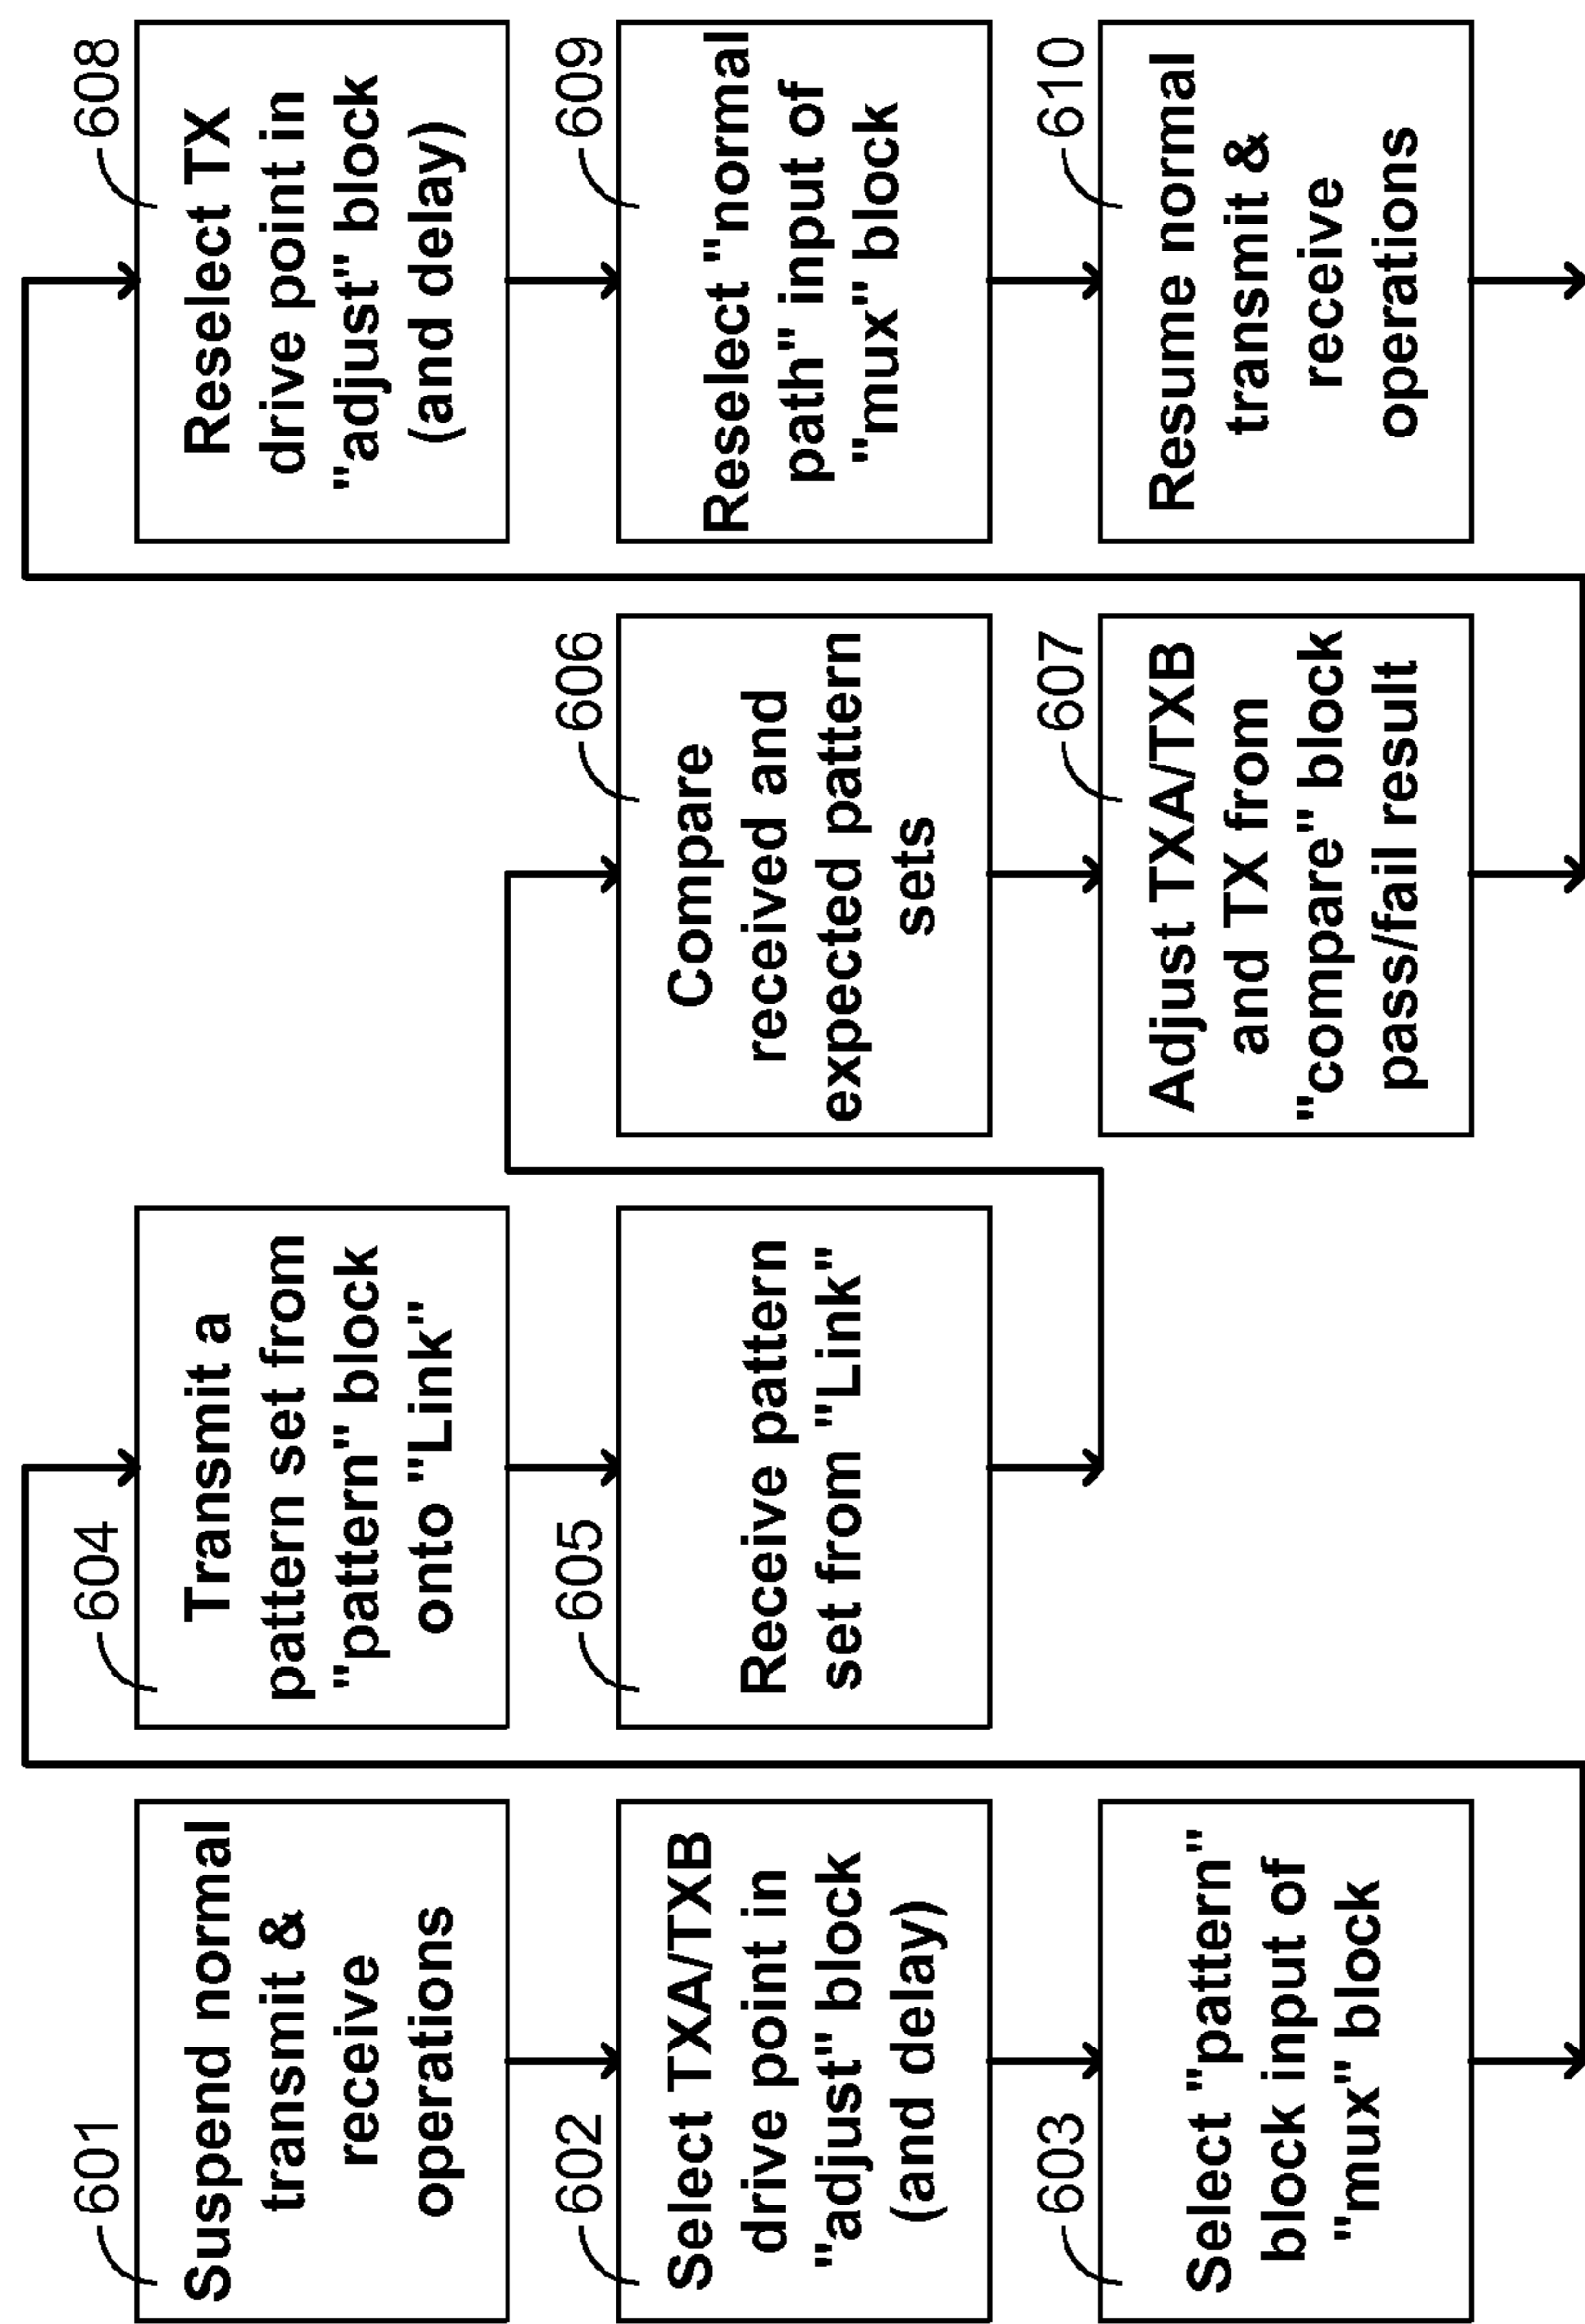 601
Suspend normal
transmit &
receive
operations
602
Select TXA/TXB
drive point in
"adjust" block
(and delay)
603
Select "pattern"
block input of
"mux" block
604
Transmit a
pattern set from
"pattern" block
onto "Link"
605
Receive pattern
set from "Link"
606
Compare
received and
expected pattern
sets
607
Adjust TXA/TXB
and TX from
"compare" block
pass/fail result
608
Reselect TX
drive point in
"adjust" block
(and delay)
609
Reselect "normal
path" input of
"mux" block
610
Resume normal
transmit &
receive
operations